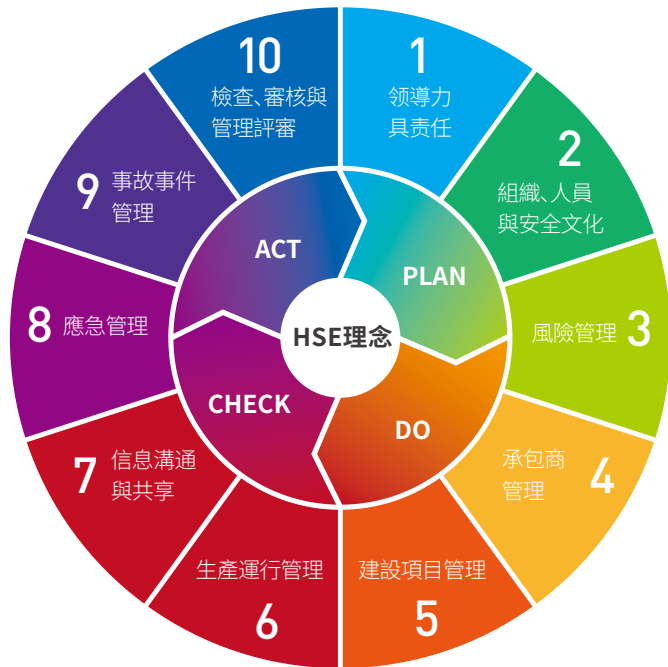 1
领导力
具责任
2
組織、人員
與安全文化
3
風險管理
4
承包商
管理
5
建設項目管理
6
生產運行管理
7
信息溝通
與共享
8
應急管理
9
事故事件
管理
10
檢查、審核與
管理評審
PLAN
DO
CHECK
ACT
HSE理念